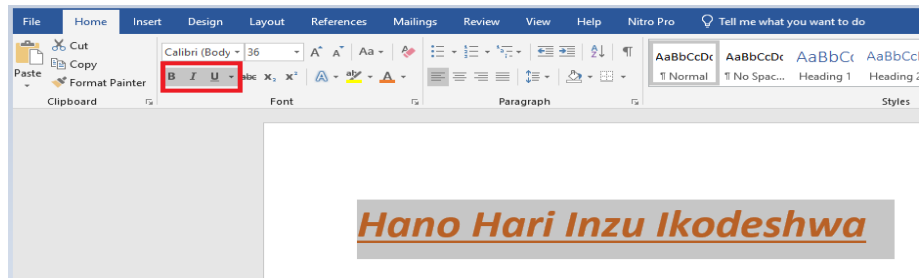 File Home Insert Design Layout References Mailings Review View Help Nitro Pro Tell me what you want to do
Cut
Copy
Format Painter
Paste
Calibri (Body 36 A A Aa
B I U abc X₂ X² A aby A
AaBbCcDc AaBbCcDc AaBbCc AaBbCc
¶ Normal ¶ No Spac... Heading 1 Heading 2
Clipboard Font Paragraph Styles
Hano Hari Inzu Ikodeshwa